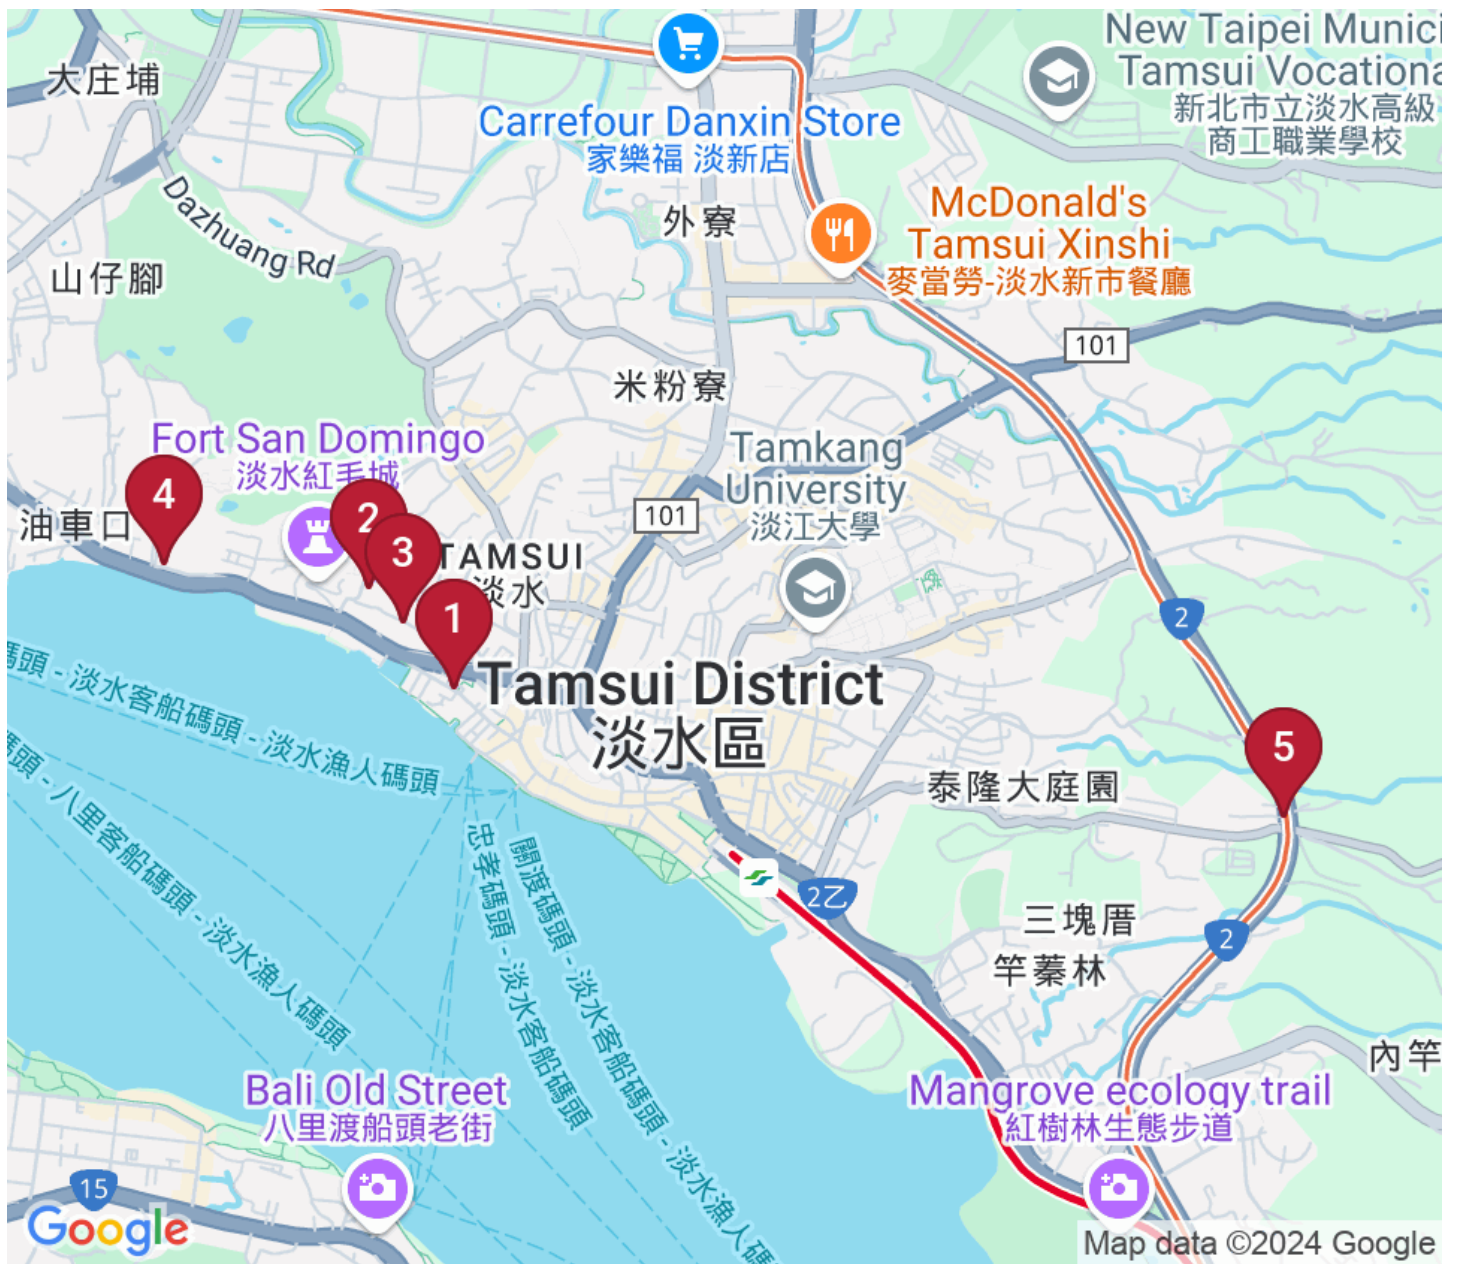 New Taipei Munici
Tamsui Vocationa
新北市立淡水高級
商工職業學校
大庄埔
Carrefour Danxin Store
家樂福 淡新店
Dazhuang Rd
McDonald's
Tamsui Xinshi
麥當勞-淡水新市餐廳
外寮
山仔腳
101
米粉寮
Fort San Domingo
淡水紅毛城
Tamkang
University
淡江大學
4
油車口
2
101
3
TAMSUI
淡水
1
2
Tamsui District
淡水區
碼頭 - 淡水客船碼頭 - 淡水漁人碼頭
5
泰隆大庭園
碼頭 - 八里客船碼頭 - 淡水漁人碼頭
忠孝碼頭 - 淡水客船碼頭
關渡碼頭 - 淡水客船碼頭 - 淡水漁人碼
2乙
三塊厝
2
竿蓁林
內竿
Bali Old Street
八里渡船頭老街
Mangrove ecology trail
紅樹林生態步道
15
Google
Map data ©2024 Google